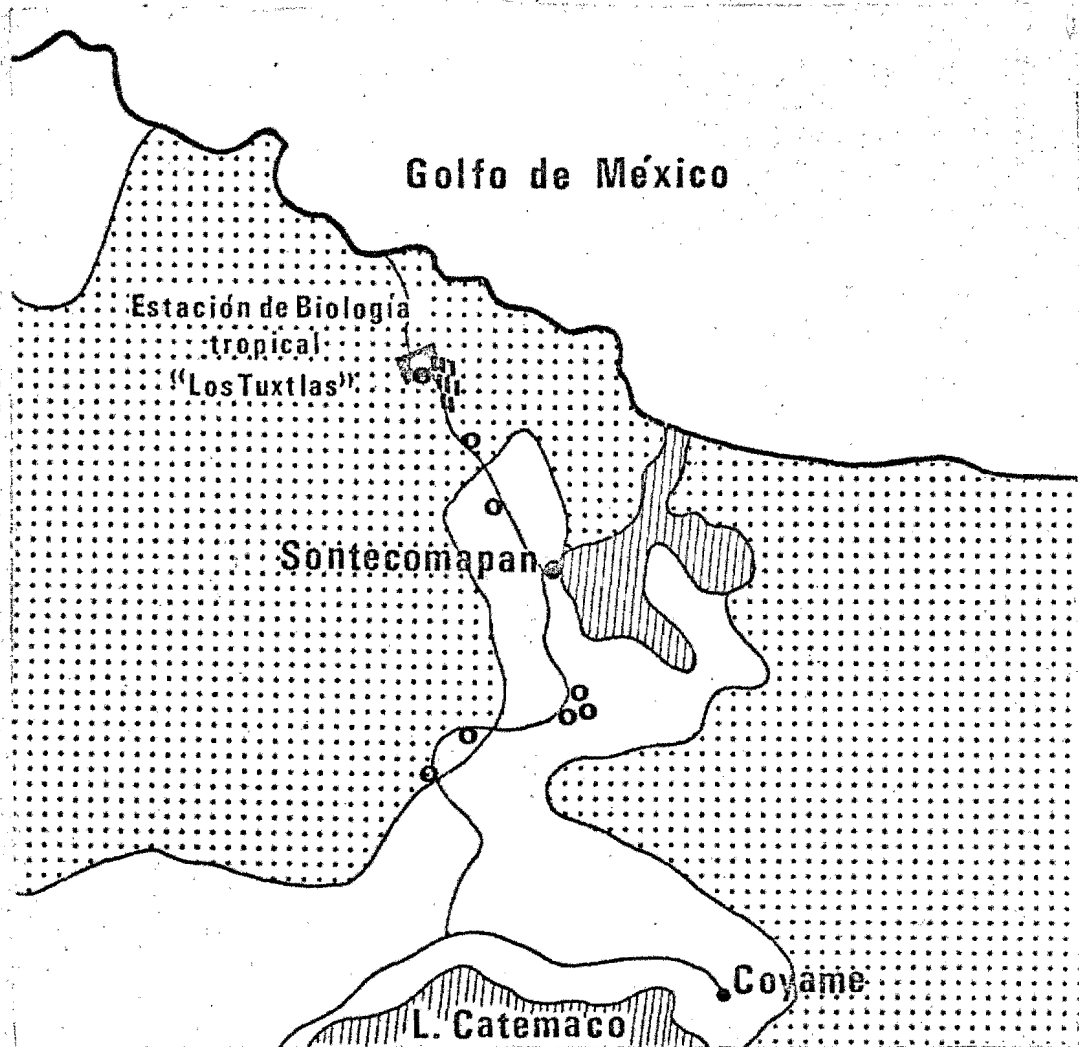 Golfo de México
Estación de Biología
tropical
“Los Tuxtlas”
Sontecomapan
Coyame
L. Catemaco